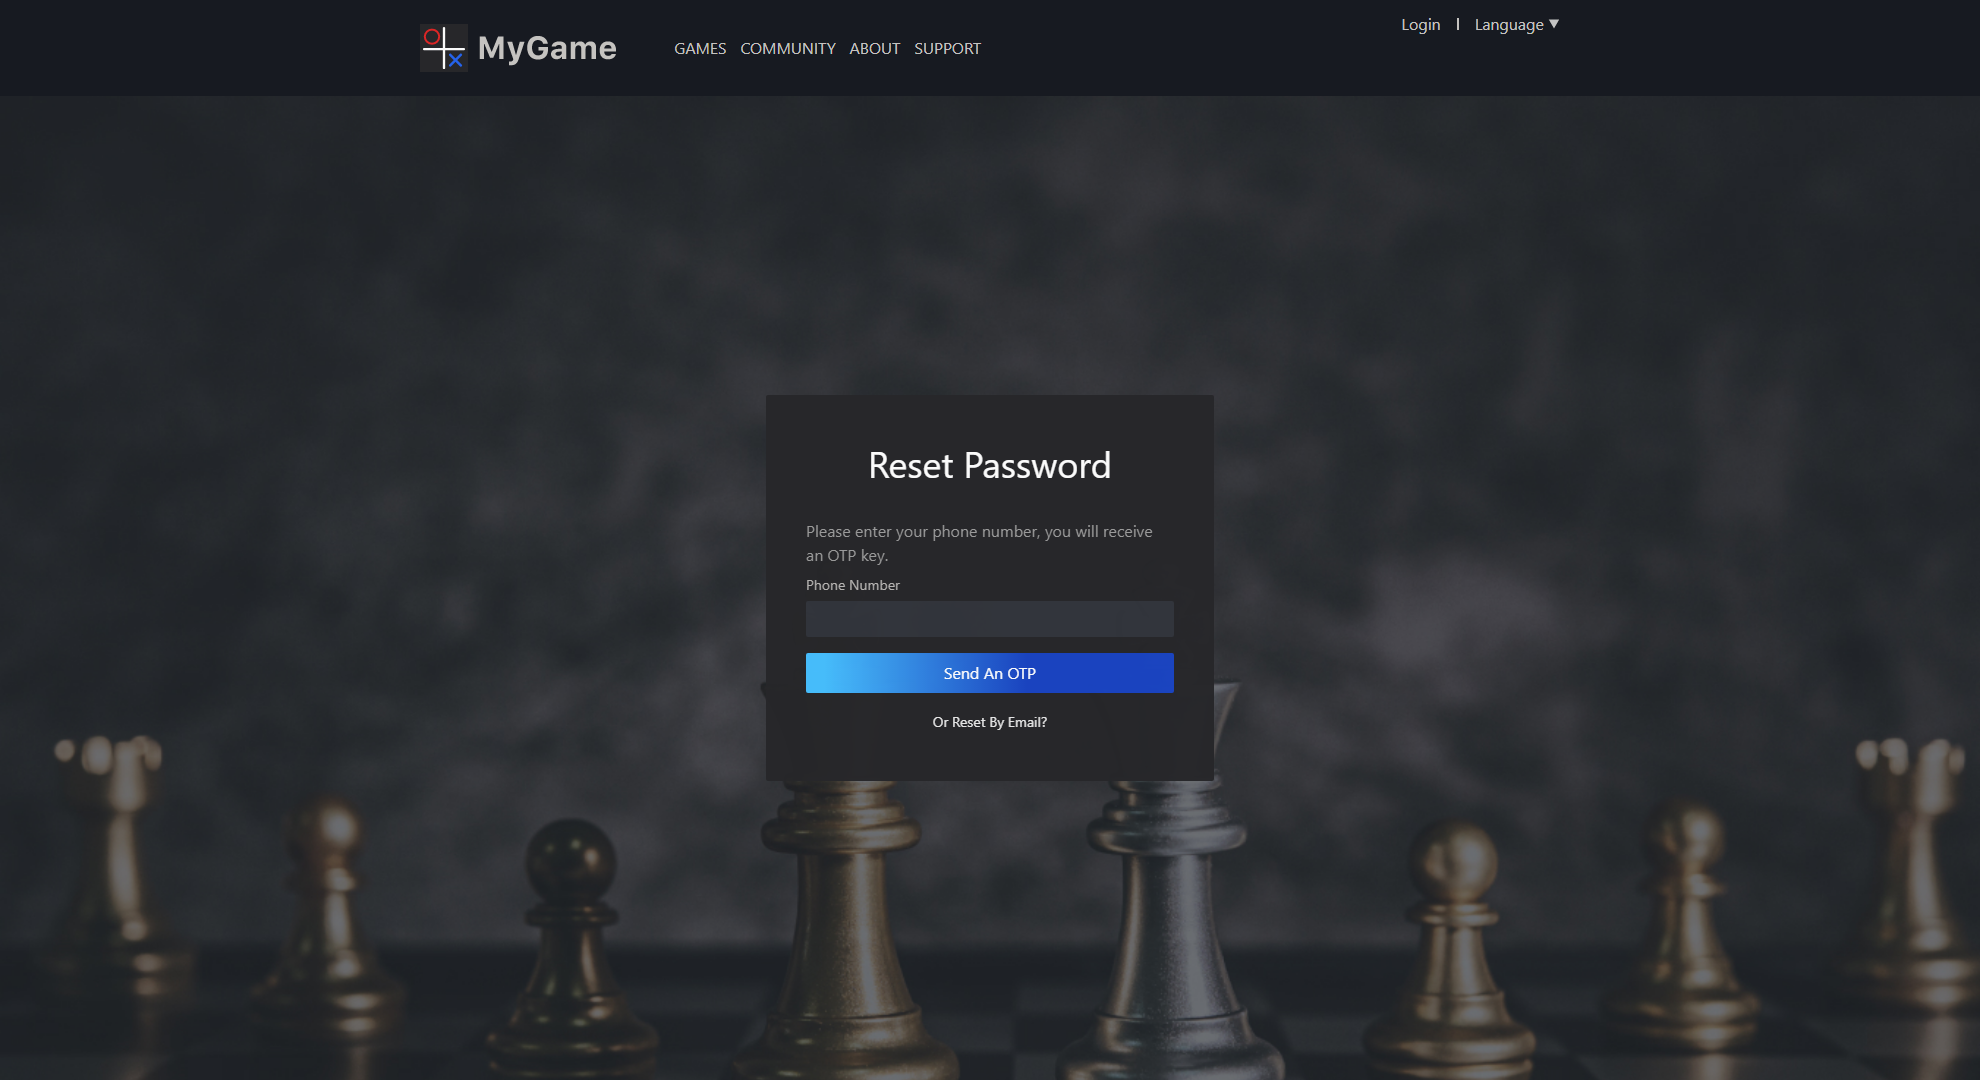 MyGame
GAMES COMMUNITY ABOUT SUPPORT
Login | Language ▼
Reset Password
Please enter your phone number, you will receive
an OTP key.
Phone Number
Send An OTP
Or Reset By Email?